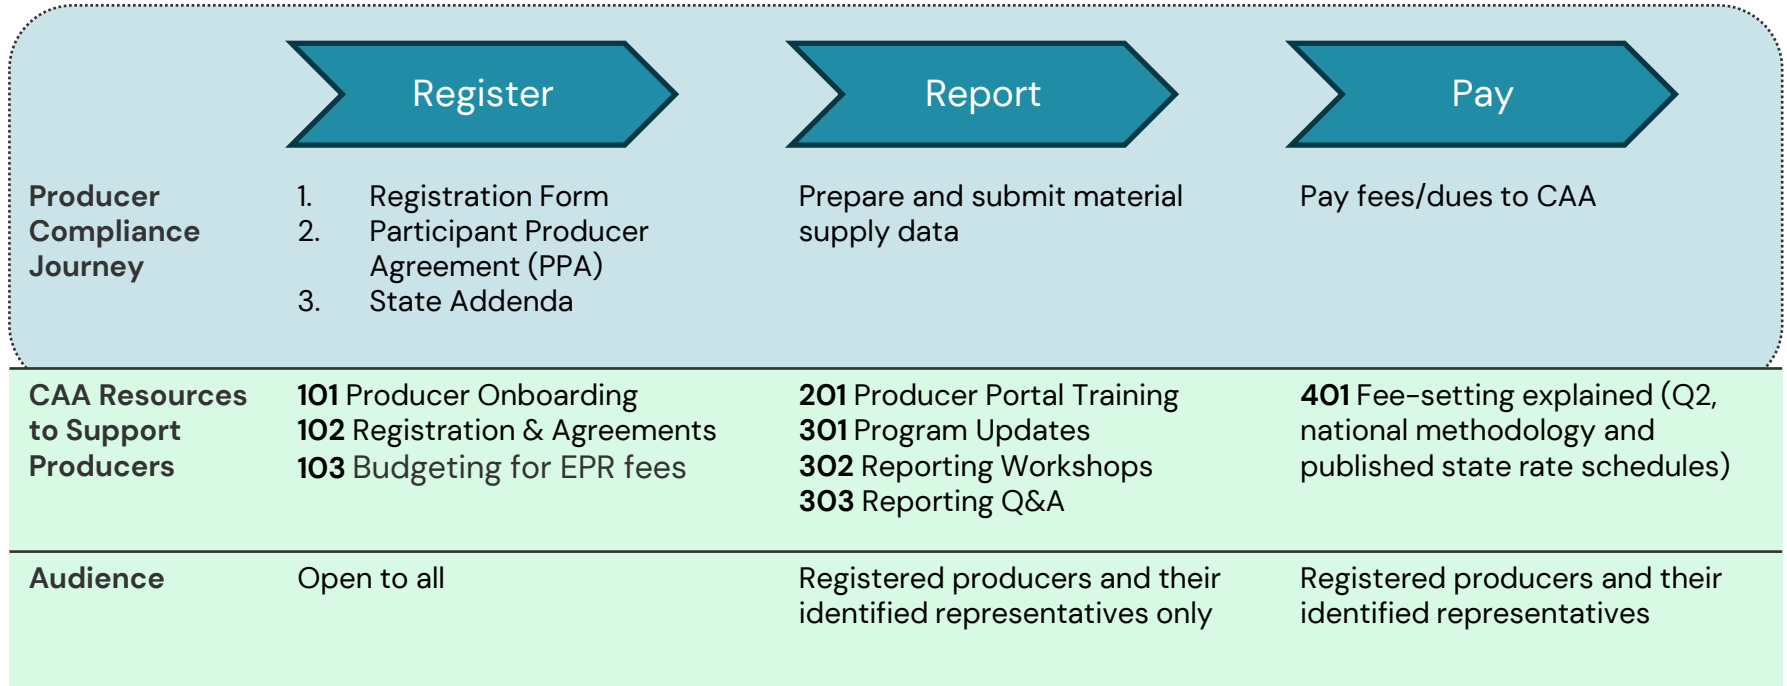 Register
Report
Pay
Producer
Compliance
Journey
1. Registration Form
2. Participant Producer
Agreement (PPA)
3. State Addenda
Prepare and submit material
supply data
Pay fees/dues to CAA
CAA Resources
to Support
Producers
101 Producer Onboarding
102 Registration & Agreements
103 Budgeting for EPR fees
201 Producer Portal Training
301 Program Updates
302 Reporting Workshops
303 Reporting Q&A
401 Fee-setting explained (Q2,
national methodology and
published state rate schedules)
Audience
Open to all
Registered producers and their
identified representatives only
Registered producers and their
identified representatives